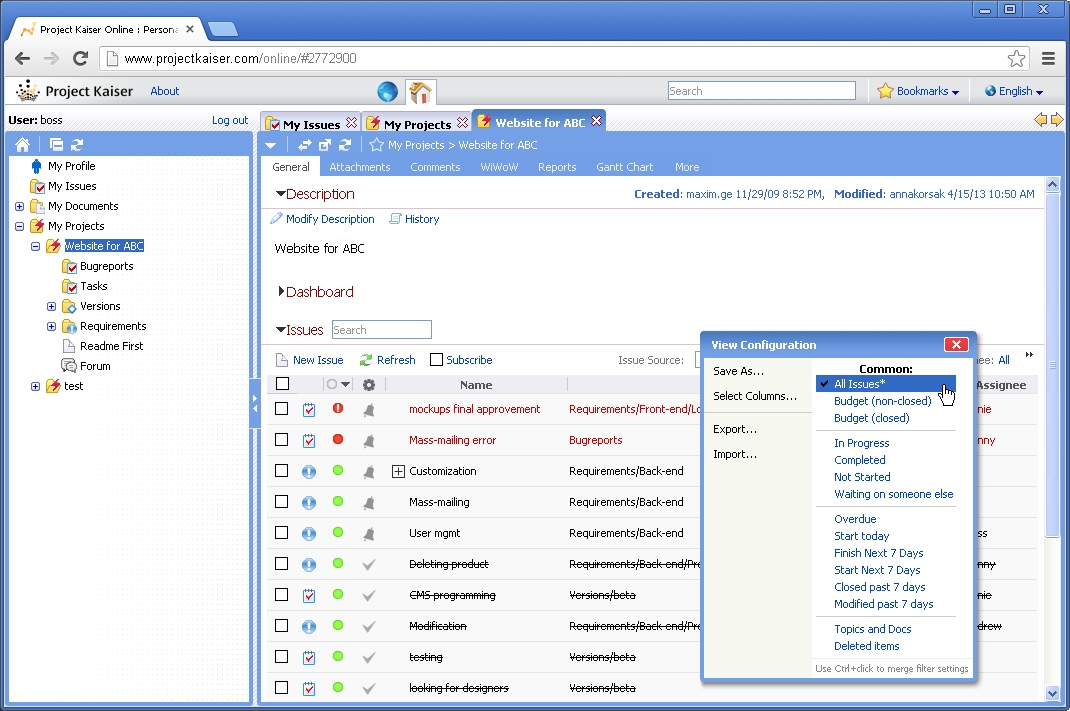 Project Kaiser Online : Persona
www.projectkaiser.com/online/#2772900
Project Kaiser About Search Bookmarks English
User: boss Log out
My Issues My Projects Website for ABC
My Projects > Website for ABC
General Attachments Comments WiWoW Reports Gantt Chart More
My Profile
My Issues
My Documents
My Projects
Website for ABC
Bugreports
Tasks
Versions
Requirements
Readme First
Forum
test
Description Created: maxim.ge 11/29/09 8:52 PM, Modified: annakorsak 4/15/13 10:50 AM
Modify Description History
Website for ABC
Dashboard
Issues Search
New Issue Refresh Subscribe Issue Source: nee: All
Name Assignee
mockups final approvement Requirements/Front-end/Lo nie
Mass-mailing error Bugreports nny
Customization Requirements/Back-end
Mass-mailing Requirements/Back-end
User mgmt Requirements/Back-end ss
Deleting product Requirements/Back-end/Pro nny
CMS programming Versions/beta nie
Modification Requirements/Back-end/Pro drew
testing Versions/beta
looking for designers Versions/beta
View Configuration
Save As...
Select Columns...
Export...
Import...
Common:
All Issues*
Budget (non-closed)
Budget (closed)
In Progress
Completed
Not Started
Waiting on someone else
Overdue
Start today
Finish Next 7 Days
Start Next 7 Days
Closed past 7 days
Modified past 7 days
Topics and Docs
Deleted items
Use Ctrl+click to merge filter settings